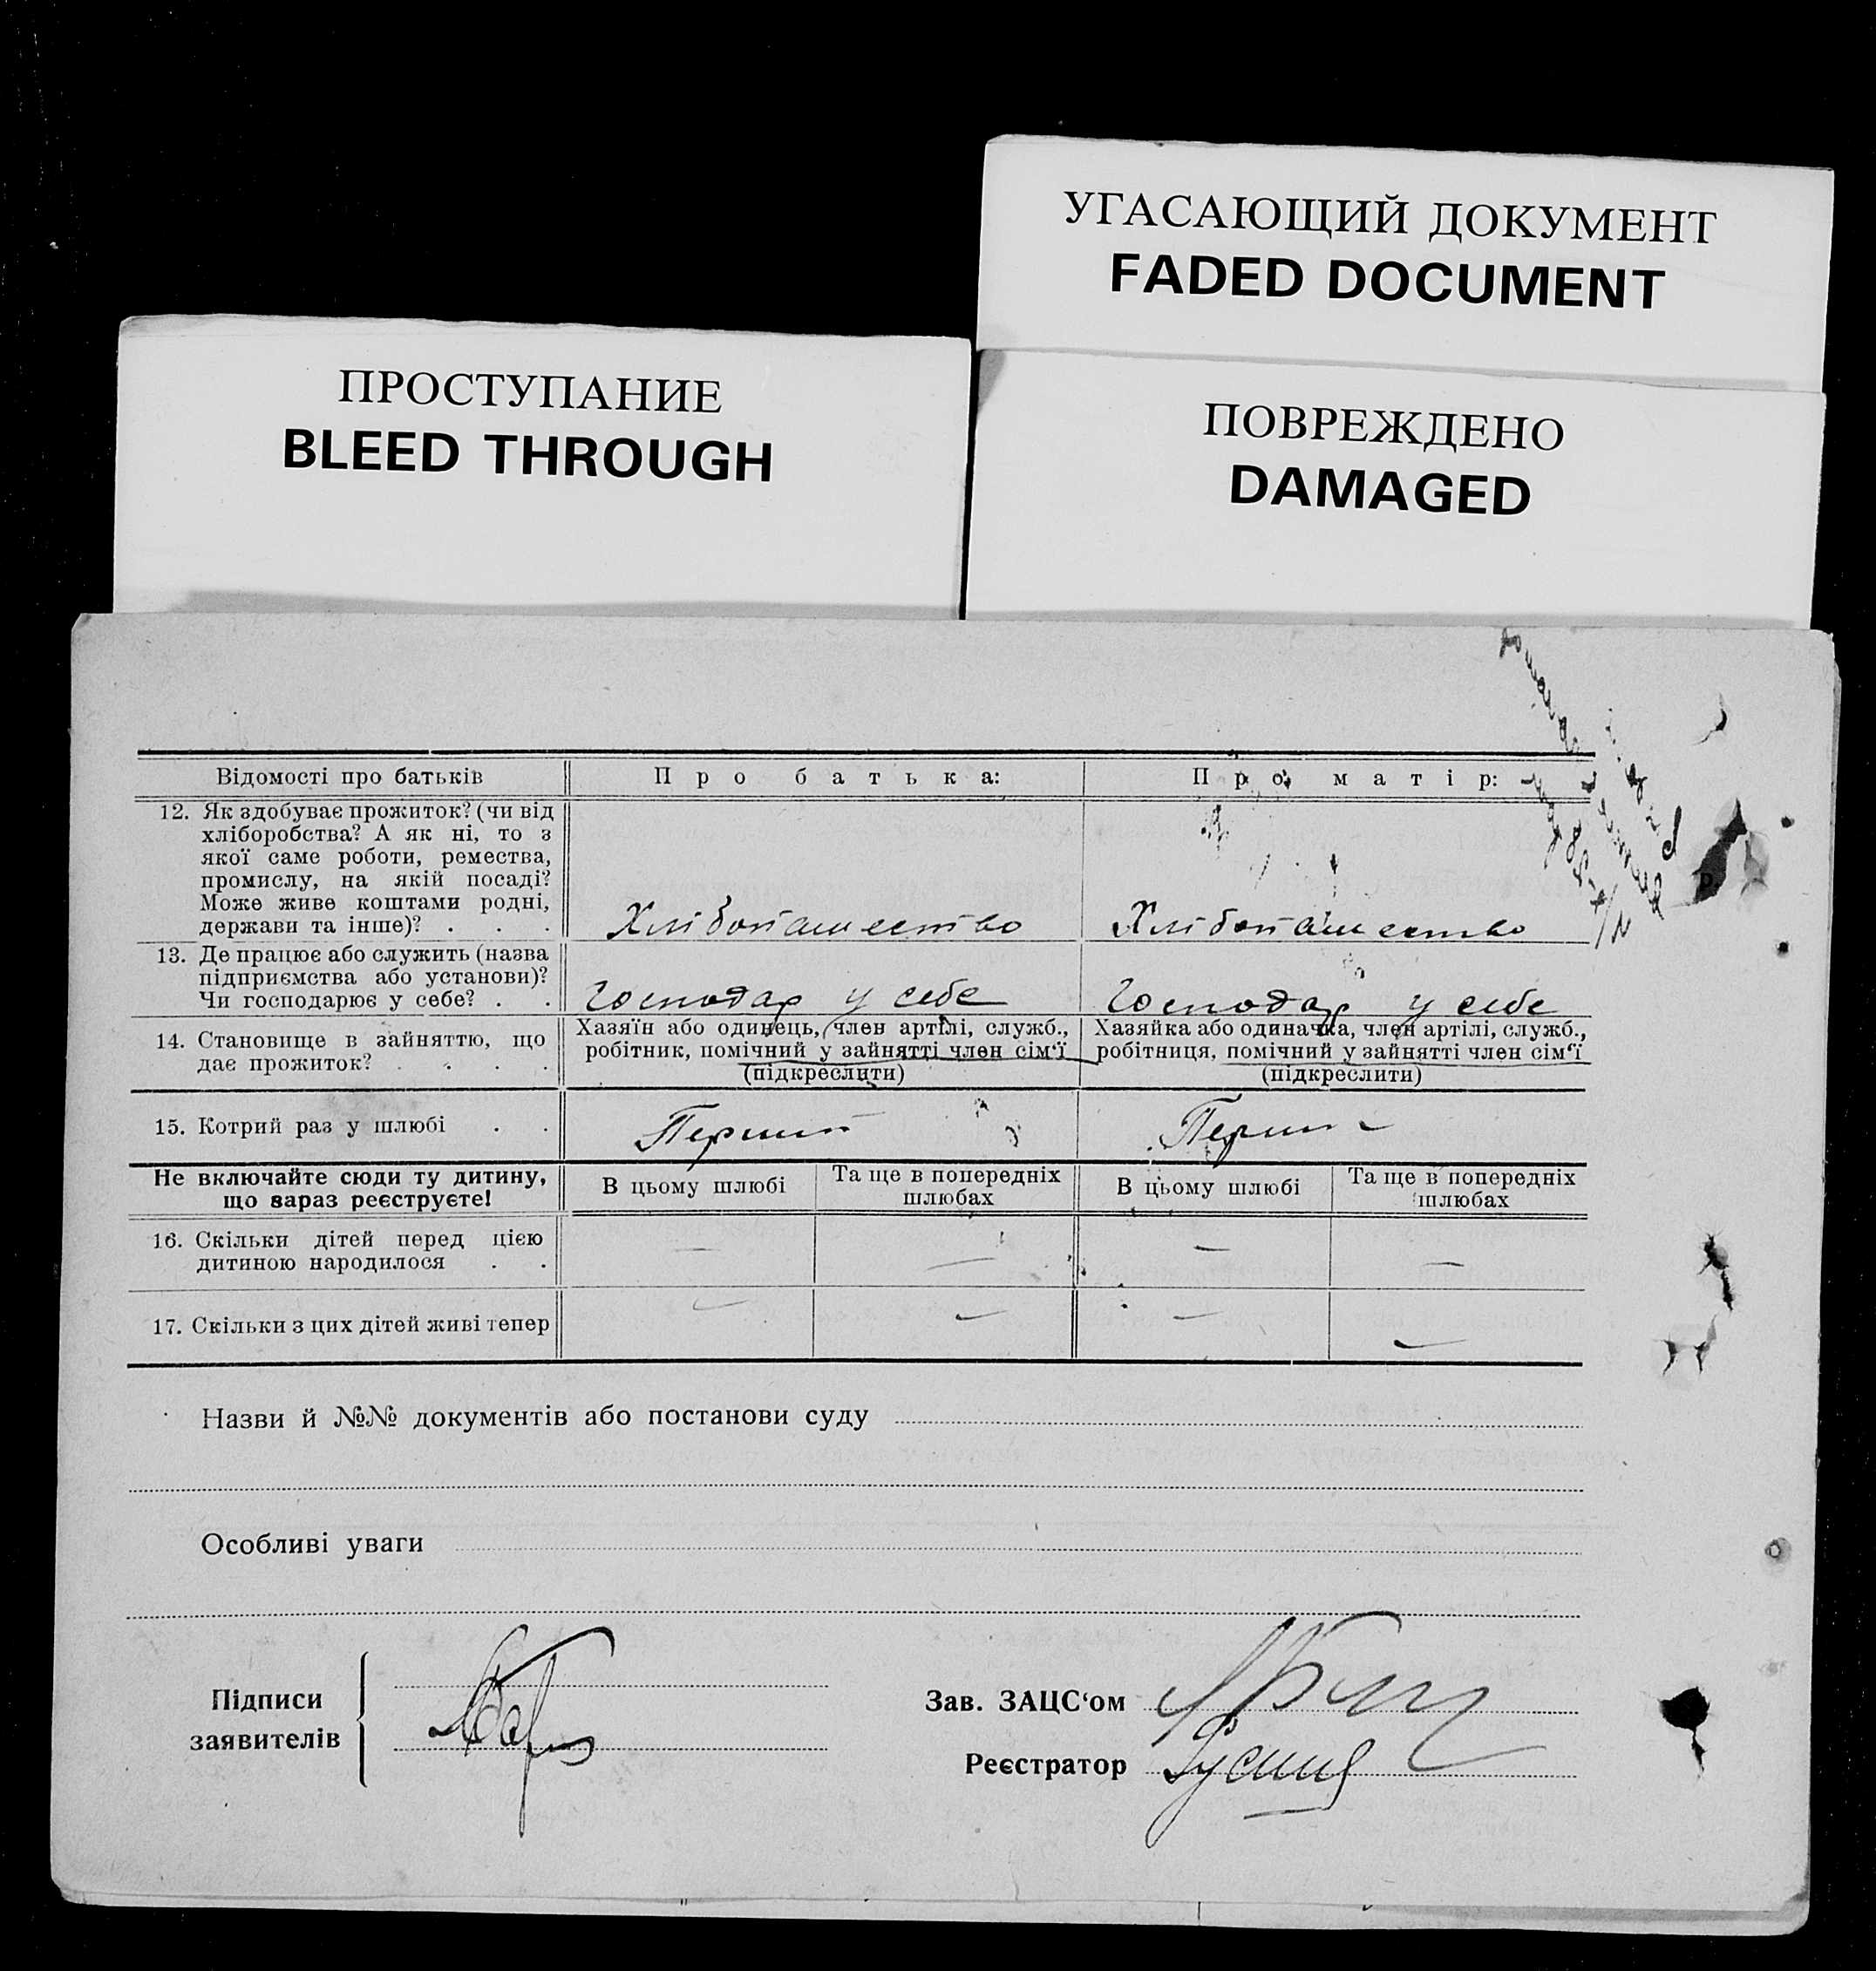 УГАСАЮЩИЙ ДОКУМЕНТ
FADED DOCUMENT
ПРОСТУПАНИЕ
BLEED THROUGH
ПОВРЕЖДЕНО
DAMAGED
Відомості про батьків
Про батька:
Про матір:
12. Як здобуває прожиток? (чи від
хліборобства? А як ні, то з
якої саме роботи, ремества,
промислу, на якій посаді?
Може живе коштами родні,
держави та інше)? . . .
Хлібопашество
Хлібопашество
13. Де працює або служить (назва
підприємства або установи)?
Чи господарює у себе? . .
Господар у себе
Господар у себе
14. Становище в зайняттю, що
дає прожиток? . . . .
Хазяїн або одинець, член артілі, служб.,
робітник, помічний у зайнятті член сім'ї
(підкреслити)
Хазяйка або одиначка, член артілі, служб.,
робітниця, помічний у зайнятті член сім'ї
(підкреслити)
15. Котрий раз у шлюбі . .
Перший
Перши
Не включайте сюди ту дитину,
що зараз реєструєте!
В цьому шлюбі
Та ще в попередніх
шлюбах
В цьому шлюбі
Та ще в попередніх
шлюбах
16. Скільки дітей перед цією
дитиною народилося . .
— — — —
17. Скільки з цих дітей живі тепер
— — — —
Назви й №№ документів або постанови суду
Особливі уваги
Підписи
заявителів
Зав. ЗАЦС'ом
Реєстратор